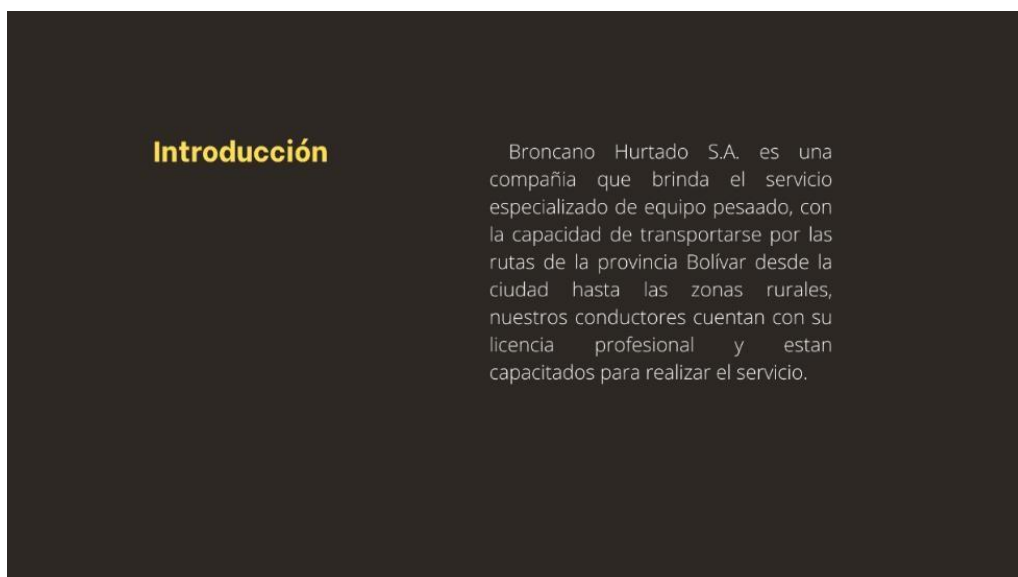 Introducción
Broncano Hurtado S.A. es una
compañia que brinda el servicio
especializado de equipo pesaado, con
la capacidad de transportarse por las
rutas de la provincia Bolívar desde la
ciudad hasta las zonas rurales,
nuestros conductores cuentan con su
licencia profesional y estan
capacitados para realizar el servicio.